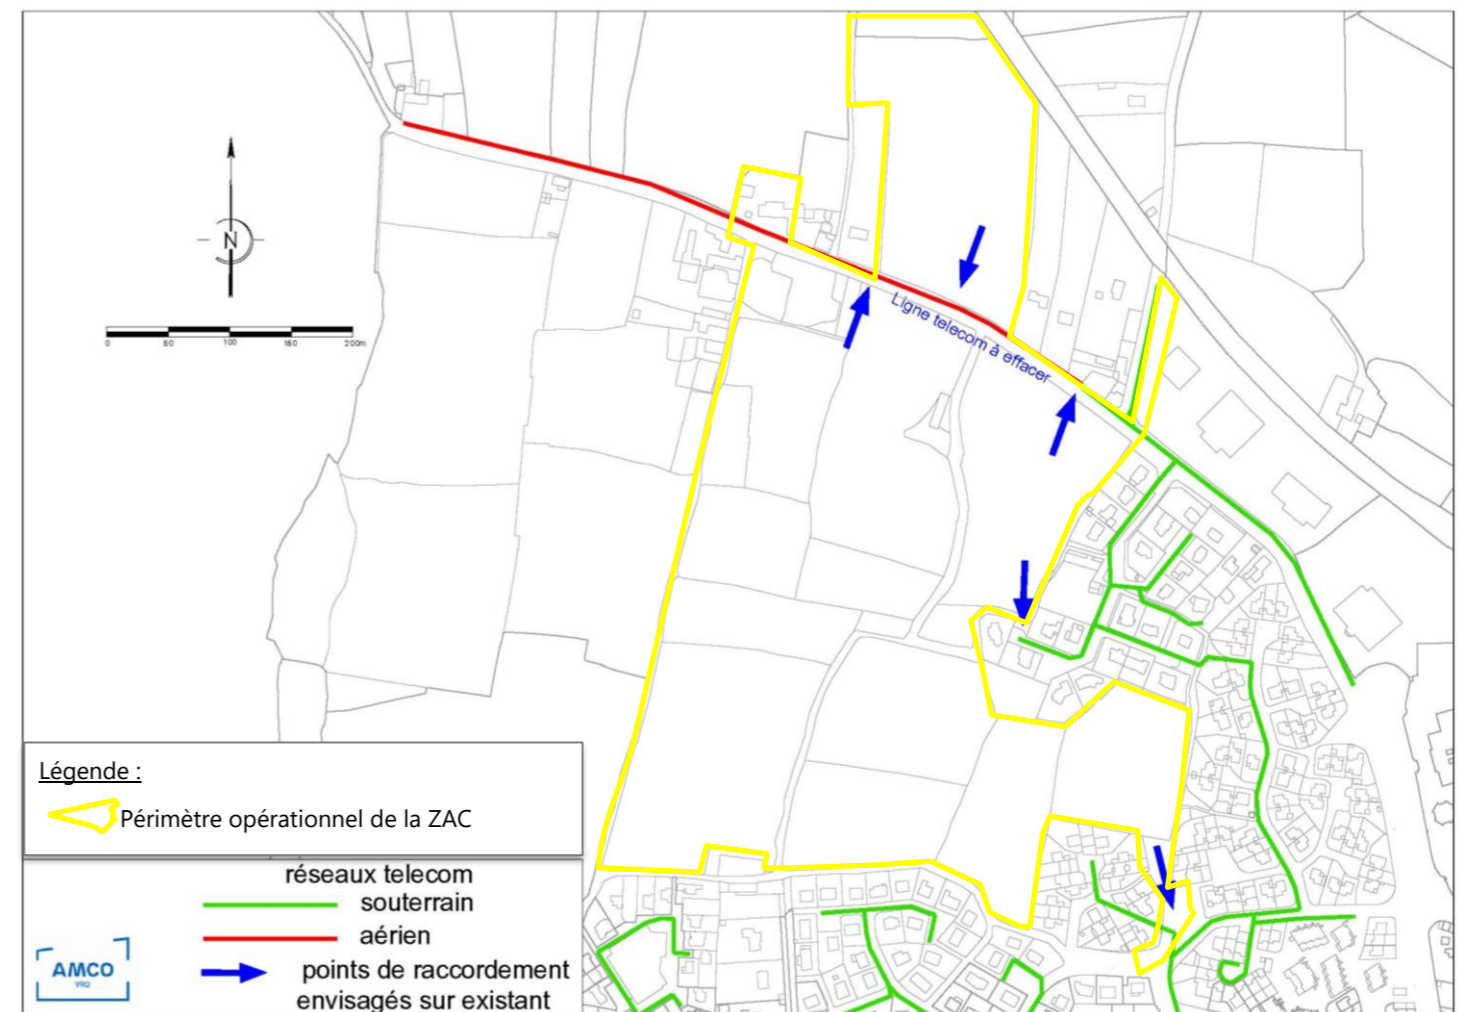 N
0 50 100 150 200m
Ligne telecom à effacer
Légende :
Périmètre opérationnel de la ZAC
réseaux telecom
souterrain
aérien
points de raccordement
envisagés sur existant
AMCO
VRD